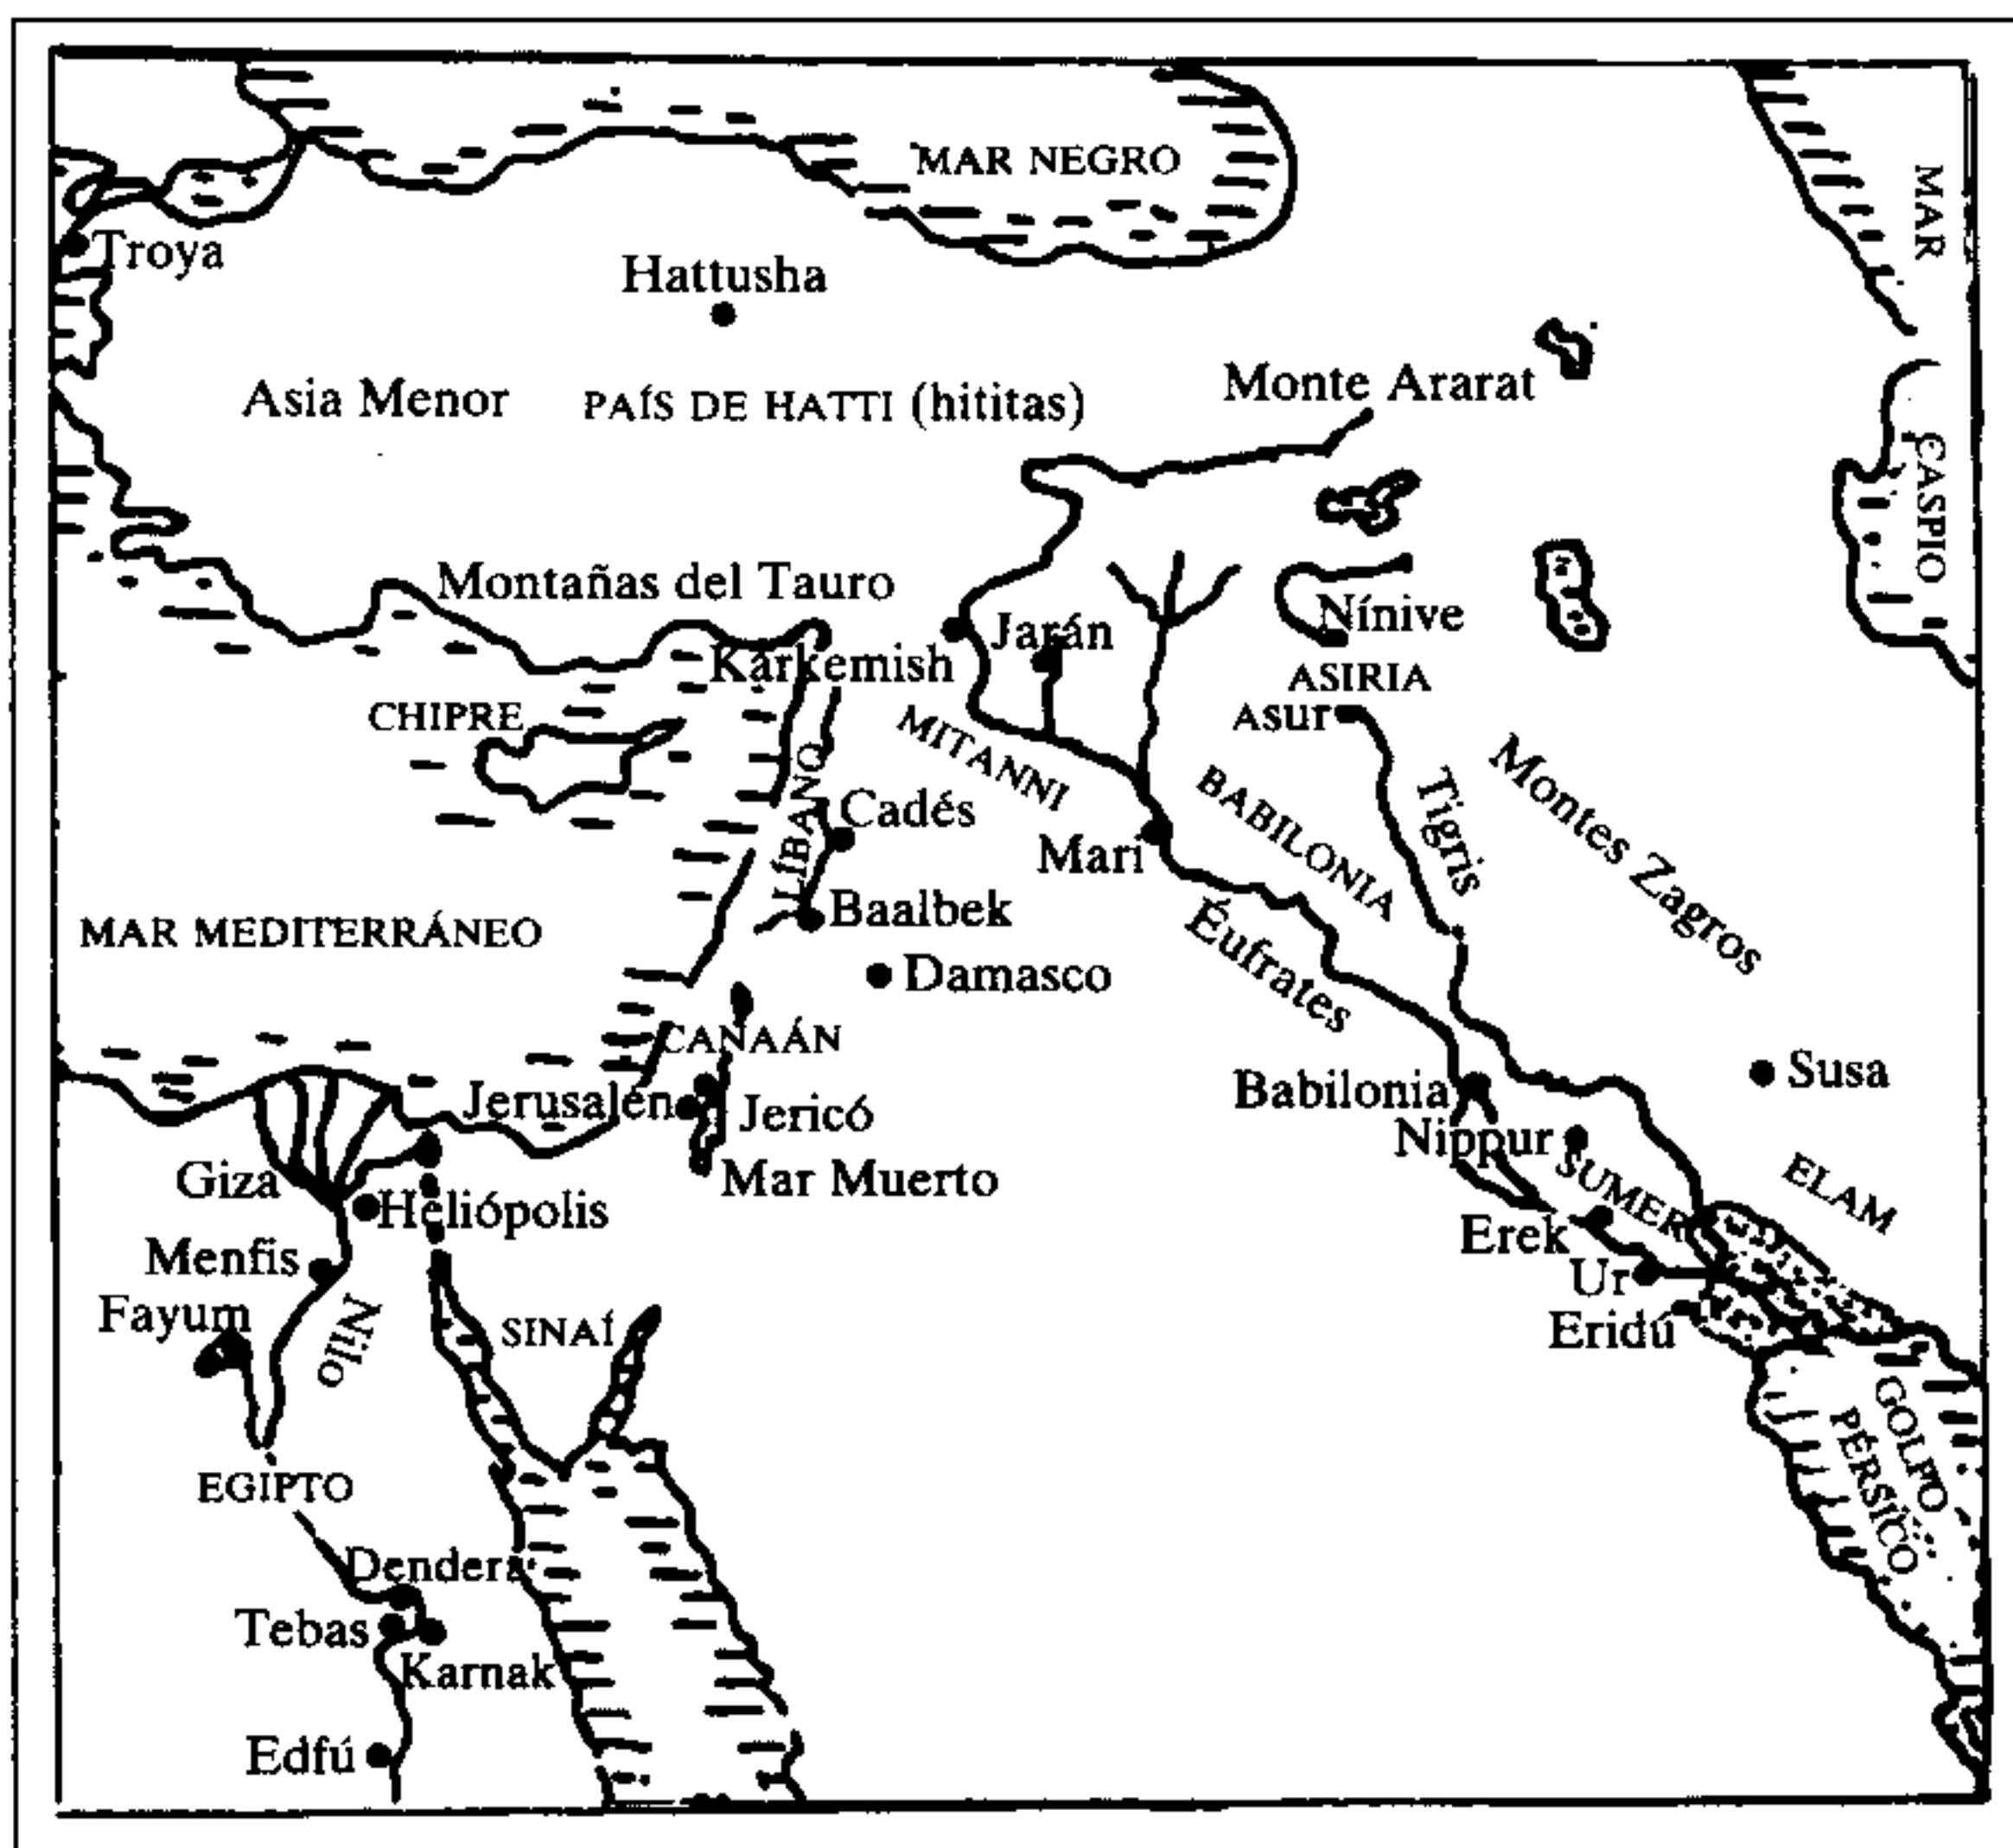 MAR NEGRO
MAR
CASPIO
Troya
Hattusha
Asia Menor
PAÍS DE HATTI (hititas)
Monte Ararat
Montañas del Tauro
Jarán
Nínive
Karkemish
ASIRIA
CHIPRE
MITANNI
Asur
LÍBANO
BABILONIA
Tigris
Montes Zagros
Cadés
Mari
Baalbek
Éufrates
MAR MEDITERRÁNEO
Damasco
CANAÁN
Susa
Jerusalén
Jericó
Babilonia
Nippur
Giza
Mar Muerto
SUMER
ELAM
Heliópolis
Erek
Menfis
Ur
Fayum
Nilo
SINAÍ
Eridú
GOLFO
PÉRSICO
EGIPTO
Dendera
Tebas
Karnak
Edfú